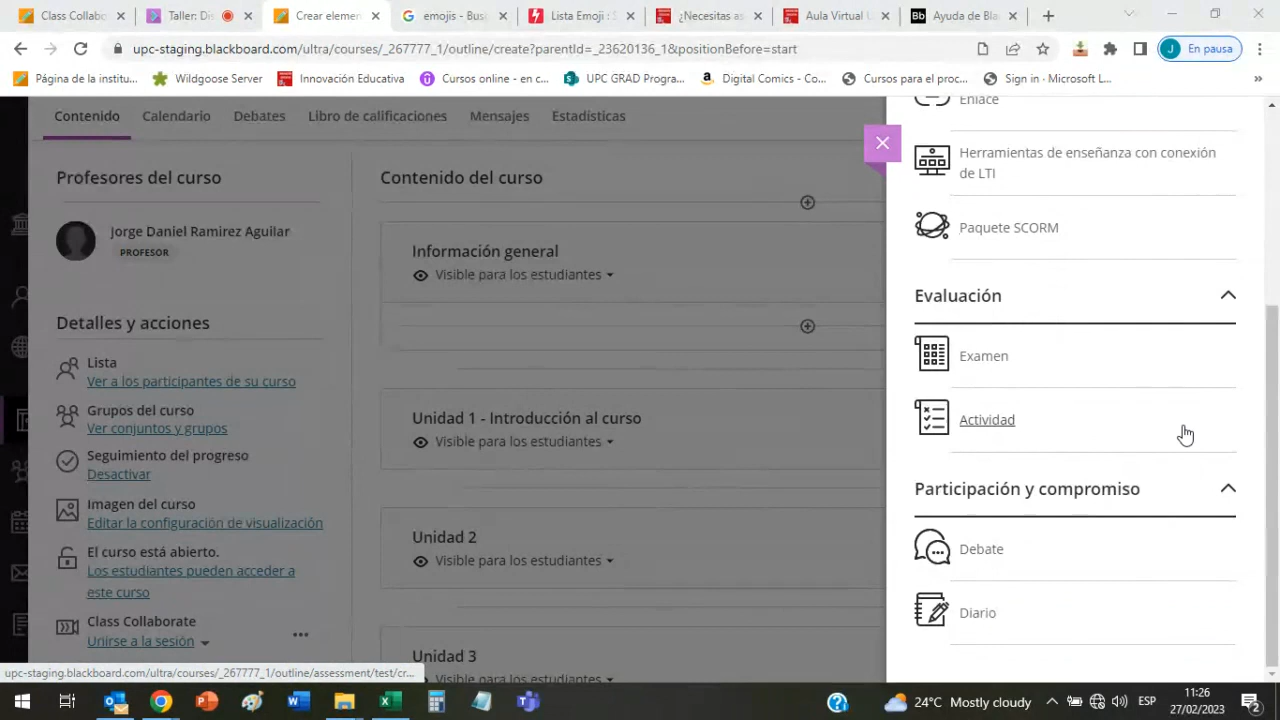 Class Collabo
Taller: Di
Crear elemen
emojis - Bus
Lista Emoji : S
¿Necesitas as
Aula Virtual U
Bb Ayuda de Bla
upc-staging.blackboard.com/ultra/courses/_267777_1/outline/create?parentId=_23620136_1&positionBefore=start
J En pausa
Página de la institu...
Wildgoose Server
Innovación Educativa
Cursos online - en c...
UPC GRAD Progra...
Digital Comics - Co...
Cursos para el proc...
Sign in - Microsoft L...
»
Contenido
Calendario
Debates
Libro de calificaciones
Mensajes
Estadísticas
Profesores del curso
Jorge Daniel Ramirez Aguilar
PROFESOR
Detalles y acciones
Lista
Ver a los participantes de su curso
Grupos del curso
Ver conjuntos y grupos
Seguimiento del progreso
Desactivar
Imagen del curso
Editar la configuración de visualización
El curso está abierto.
Los estudiantes pueden acceder a
este curso
Class Collaborate
Unirse a la sesión
Contenido del curso
Información general
Visible para los estudiantes
Unidad 1 - Introducción al curso
Visible para los estudiantes
Unidad 2
Visible para los estudiantes
Unidad 3
Visible para los estudiantes
Enlace
Herramientas de enseñanza con conexión
de LTI
Paquete SCORM
Evaluación
Examen
Actividad
Participación y compromiso
Debate
Diario
upc-staging.blackboard.com/ultra/courses/_267777_1/outline/assessment/test/cr...
24°C Mostly cloudy
ESP
11:26
27/02/2023
2